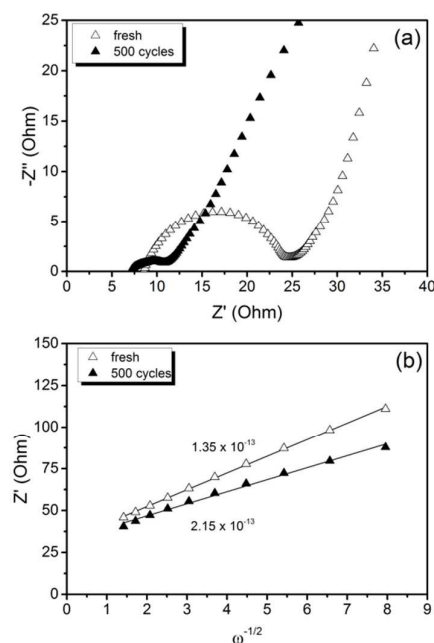 25
20
15
10
5
0
-Z'' (Ohm)
△ fresh
▲ 500 cycles
(a)
0 5 10 15 20 25 30 35 40
Z' (Ohm)
150
125
100
75
50
25
0
Z' (Ohm)
△ fresh
▲ 500 cycles
(b)
1.35 x 10⁻¹³
2.15 x 10⁻¹³
0 1 2 3 4 5 6 7 8 9
ω⁻¹/²